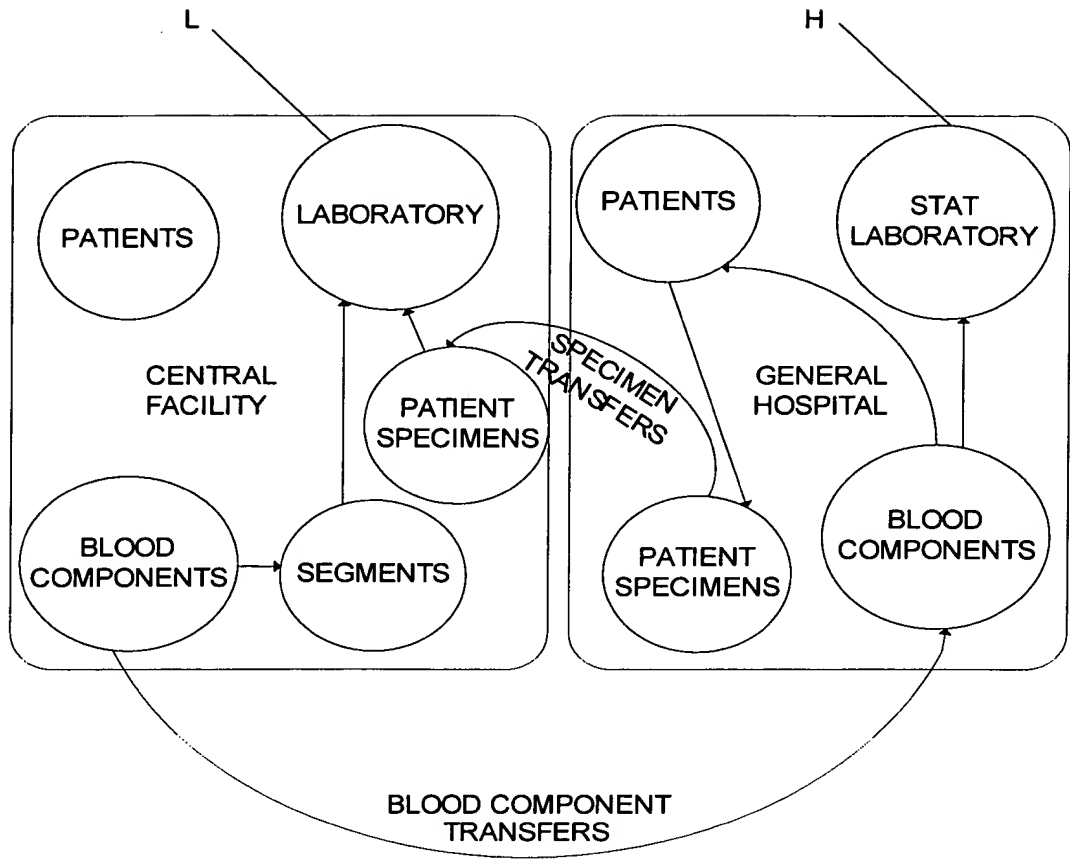 L
H
PATIENTS
LABORATORY
CENTRAL
FACILITY
PATIENT
SPECIMENS
BLOOD
COMPONENTS
SEGMENTS
SPECIMEN
TRANSFERS
PATIENTS
STAT
LABORATORY
GENERAL
HOSPITAL
PATIENT
SPECIMENS
BLOOD
COMPONENTS
BLOOD COMPONENT
TRANSFERS